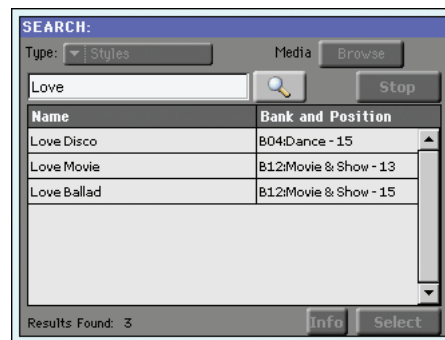 SEARCH:
Type: Styles Media Browse
Love Stop
Name Bank and Position
Love Disco B04:Dance - 15
Love Movie B12:Movie & Show - 13
Love Ballad B12:Movie & Show - 15
Results Found: 3 Info Select